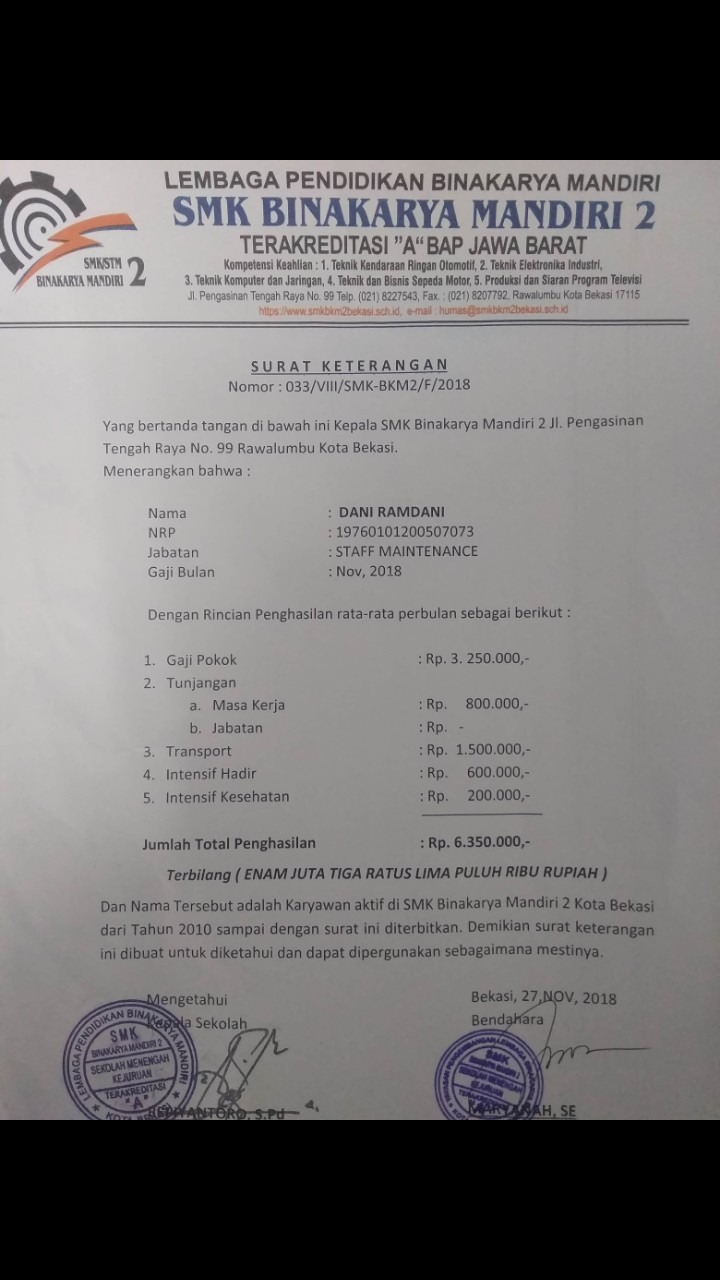 LEMBAGA PENDIDIKAN BINAKARYA MANDIRI
SMK BINAKARYA MANDIRI 2
TERAKREDITASI "A" BAP JAWA BARAT
Kompetensi Keahlian : 1. Teknik Kendaraan Ringan Otomotif, 2. Teknik Elektronika Industri,
3. Teknik Komputer dan Jaringan, 4. Teknik dan Bisnis Sepeda Motor, 5. Produksi dan Siaran Program Televisi
Jl. Pengasinan Tengah Raya No. 99 Telp. (021) 8227543, Fax. : (021) 8207792, Rawalumbu Kota Bekasi 17115
https://www.smkbkm2bekasi.sch.id, e-mail : humas@smkbkm2bekasi.sch.id
SMK/STM
BINAKARYA MANDIRI 2
SURAT KETERANGAN
Nomor : 033/VIII/SMK-BKM2/F/2018
Yang bertanda tangan di bawah ini Kepala SMK Binakarya Mandiri 2 Jl. Pengasinan
Tengah Raya No. 99 Rawalumbu Kota Bekasi.
Menerangkan bahwa :
Nama : DANI RAMDANI
NRP : 19760101200507073
Jabatan : STAFF MAINTENANCE
Gaji Bulan : Nov, 2018
Dengan Rincian Penghasilan rata-rata perbulan sebagai berikut :
1. Gaji Pokok : Rp. 3. 250.000,-
2. Tunjangan
a. Masa Kerja : Rp. 800.000,-
b. Jabatan : Rp. -
3. Transport : Rp. 1.500.000,-
4. Intensif Hadir : Rp. 600.000,-
5. Intensif Kesehatan : Rp. 200.000,-
Jumlah Total Penghasilan : Rp. 6.350.000,-
Terbilang ( ENAM JUTA TIGA RATUS LIMA PULUH RIBU RUPIAH )
Dan Nama Tersebut adalah Karyawan aktif di SMK Binakarya Mandiri 2 Kota Bekasi
dari Tahun 2010 sampai dengan surat ini diterbitkan. Demikian surat keterangan
ini dibuat untuk diketahui dan dapat dipergunakan sebagaimana mestinya.
Mengetahui
Kepala Sekolah
Bekasi, 27,NOV, 2018
Bendahara
LEMBAGA PENDIDIKAN BINAKARYA MANDIRI
SMK
BINAKARYA MANDIRI 2
SEKOLAH MENENGAH
KEJURUAN
TERAKREDITASI
"A"
S.Pd
SMK
SEKOLAH MENENGAH
KEJURUAN
TERAKREDITASI
MARYANAH, SE